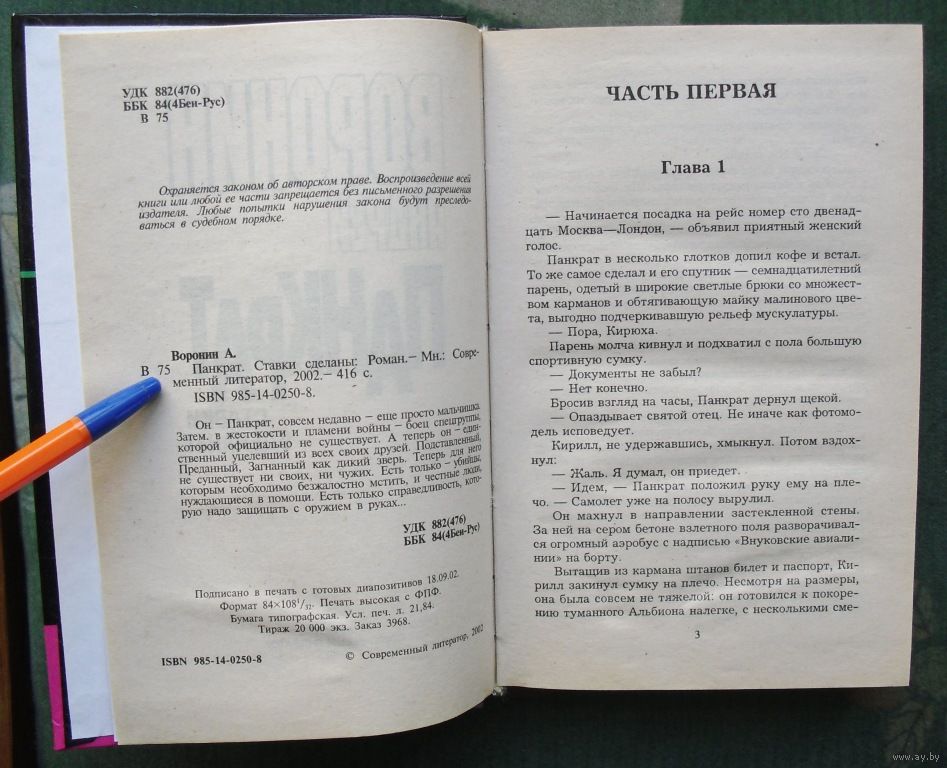 УДК 882(476)
ББК 84(4Беи-Рус)
В 75
Охраняется законом об авторском праве. Воспроизведение всей
книги или любой ее части запрещается без письменного разрешения
издателя. Любые попытки нарушения закона будут преследо-
ваться в судебном порядке.
Воронин А.
В 75 Панкрат. Ставки сделаны: Роман.– Мн.: Совре-
менный литератор, 2002.– 416 с.
ISBN 985-14-0250-8.
Он – Панкрат, совсем недавно – еще просто мальчишка.
Затем, в жестокости и пламени войны – боец спецгруппы,
которой официально не существует. А теперь он – един-
ственный уцелевший из всех своих друзей. Подставленный,
Преданный, Загнанный как дикий зверь. Теперь для него
не существует ни своих, ни чужих. Есть только – убийцы,
которым необходимо безжалостно мстить, и честные люди,
нуждающиеся в помощи. Есть только справедливость, кото-
рую надо защищать с оружием в руках...
УДК 882(476)
ББК 84(4Беи-Рус)
Подписано в печать с готовых диапозитивов 18.09.02.
Формат 84×108¹/₃₂. Печать высокая с ФПФ.
Бумага типографская. Усл. печ. л. 21,84.
Тираж 20 000 экз. Заказ 3968.
ISBN 985-14-0250-8
© Современный литератор, 2002
ЧАСТЬ ПЕРВАЯ
Глава 1
— Начинается посадка на рейс номер сто двенад-
цать Москва—Лондон, — объявил приятный женский
голос.
Панкрат в несколько глотков допил кофе и встал.
То же самое сделал и его спутник — семнадцатилетний
парень, одетый в широкие светлые брюки со множест-
вом карманов и обтягивающую майку малинового цве-
та, выгодно подчеркивавшую рельеф мускулатуры.
— Пора, Кирюха.
Парень молча кивнул и подхватил с пола большую
спортивную сумку.
— Документы не забыл?
— Нет конечно.
Бросив взгляд на часы, Панкрат дернул щекой.
— Опаздывает святой отец. Не иначе как фотомо-
дель исповедует.
Кирилл, не удержавшись, хмыкнул. Потом вздох-
нул:
— Жаль. Я думал, он приедет.
— Идем, — Панкрат положил руку ему на пле-
чо. — Самолет уже на полосу вырулил.
Он махнул в направлении застекленной стены.
За ней на сером бетоне взлетного поля разворачивал-
ся огромный аэробус с надписью «Внуковские авиали-
нии» на борту.
Вытащив из кармана штанов билет и паспорт, Ки-
рилл закинул сумку на плечо. Несмотря на размеры,
она была совсем не тяжелой: он готовился к покоре-
нию туманного Альбиона налегке, с несколькими сме-
3
www.ay.by